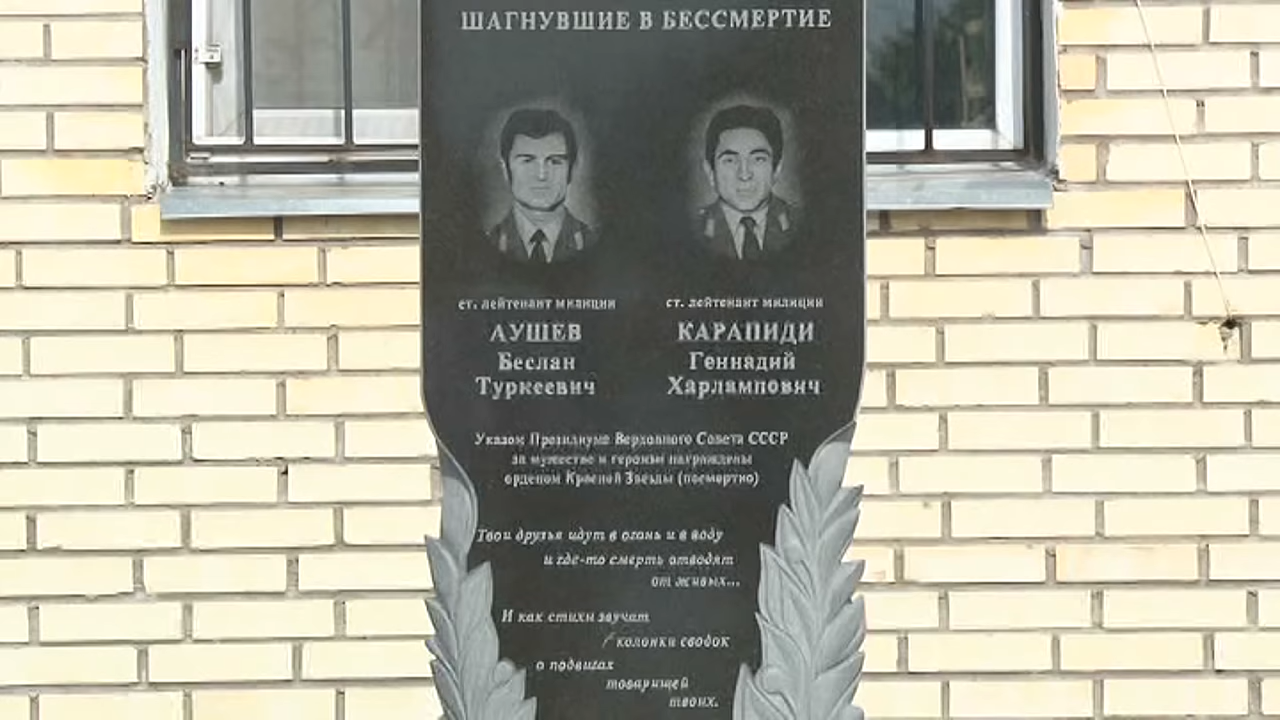 ШАГНУВШИЕ В БЕССМЕРТИЕ
ст. лейтенант милиции
АУШЕВ
Беслан
Туркеевич
ст. лейтенант милиции
КАРАПИДИ
Геннадий
Харлампович
Указом Президиума Верховного Совета СССР
за мужество и героизм награждены
орденом Красной Звезды (посмертно)
Твои друзья идут в огонь и в воду
и где-то смерть отводят
от живых...
И как стихи звучат
колонки сводок
о подвигах
товарищей
твоих.